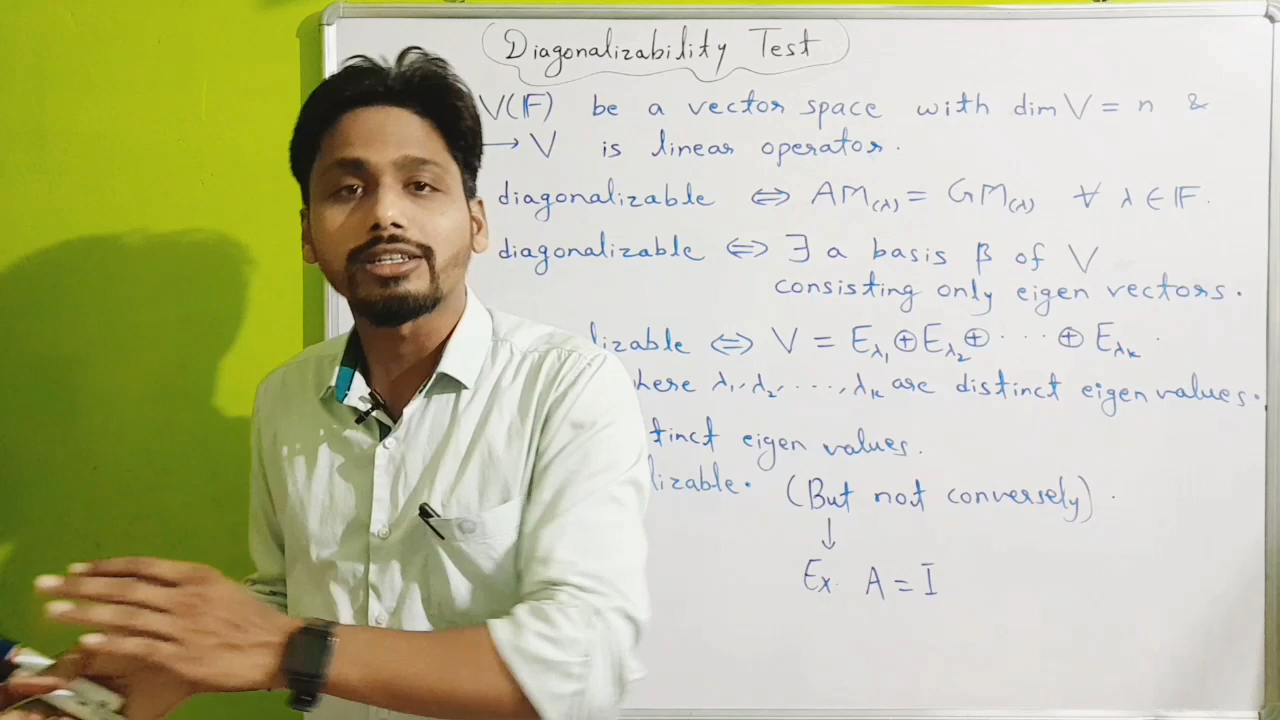 Diagonalizability Test
V(𝔽) be a vector space with dim V = n &
→ V is linear operator.
diagonalizable ⇔ AM(λ) = GM(λ) ∀ λ ∈ 𝔽.
diagonalizable ⇔ ∃ a basis β of V
consisting only eigen vectors.
lizable ⇔ V = Eλ₁ ⊕ Eλ₂ ⊕ · · · ⊕ Eλₖ.
here λ₁, λ₂, ····, λₖ are distinct eigen values.
tinct eigen values.
lizable. (But not conversely).
↓
Ex. A = I